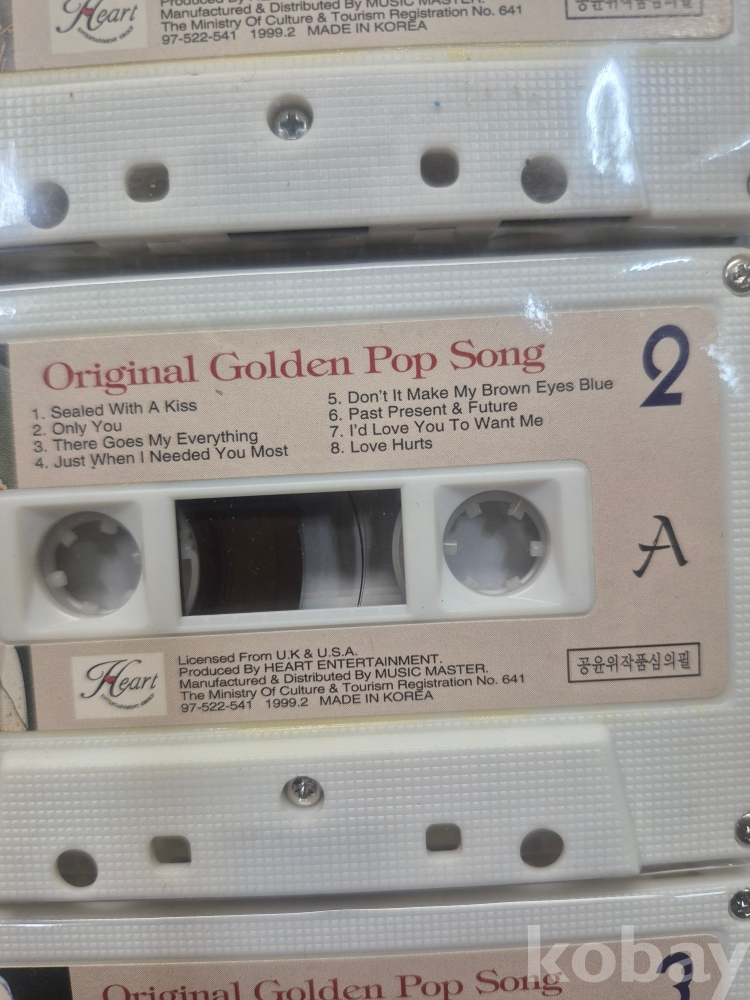 Heart
ENTERTAINMENT GROUP
Manufactured & Distributed By MUSIC MASTER.
The Ministry Of Culture & Tourism Registration No. 641
97-522-541 1999.2 MADE IN KOREA
Original Golden Pop Song
2
1. Sealed With A Kiss
2. Only You
3. There Goes My Everything
4. Just When I Needed You Most
5. Don't It Make My Brown Eyes Blue
6. Past Present & Future
7. I'd Love You To Want Me
8. Love Hurts
A
Heart
ENTERTAINMENT GROUP
Licensed From U.K & U.S.A.
Produced By HEART ENTERTAINMENT.
Manufactured & Distributed By MUSIC MASTER.
The Ministry Of Culture & Tourism Registration No. 641
97-522-541 1999.2 MADE IN KOREA
공윤위작품심의필
Original Golden Pop Song
3
kobay